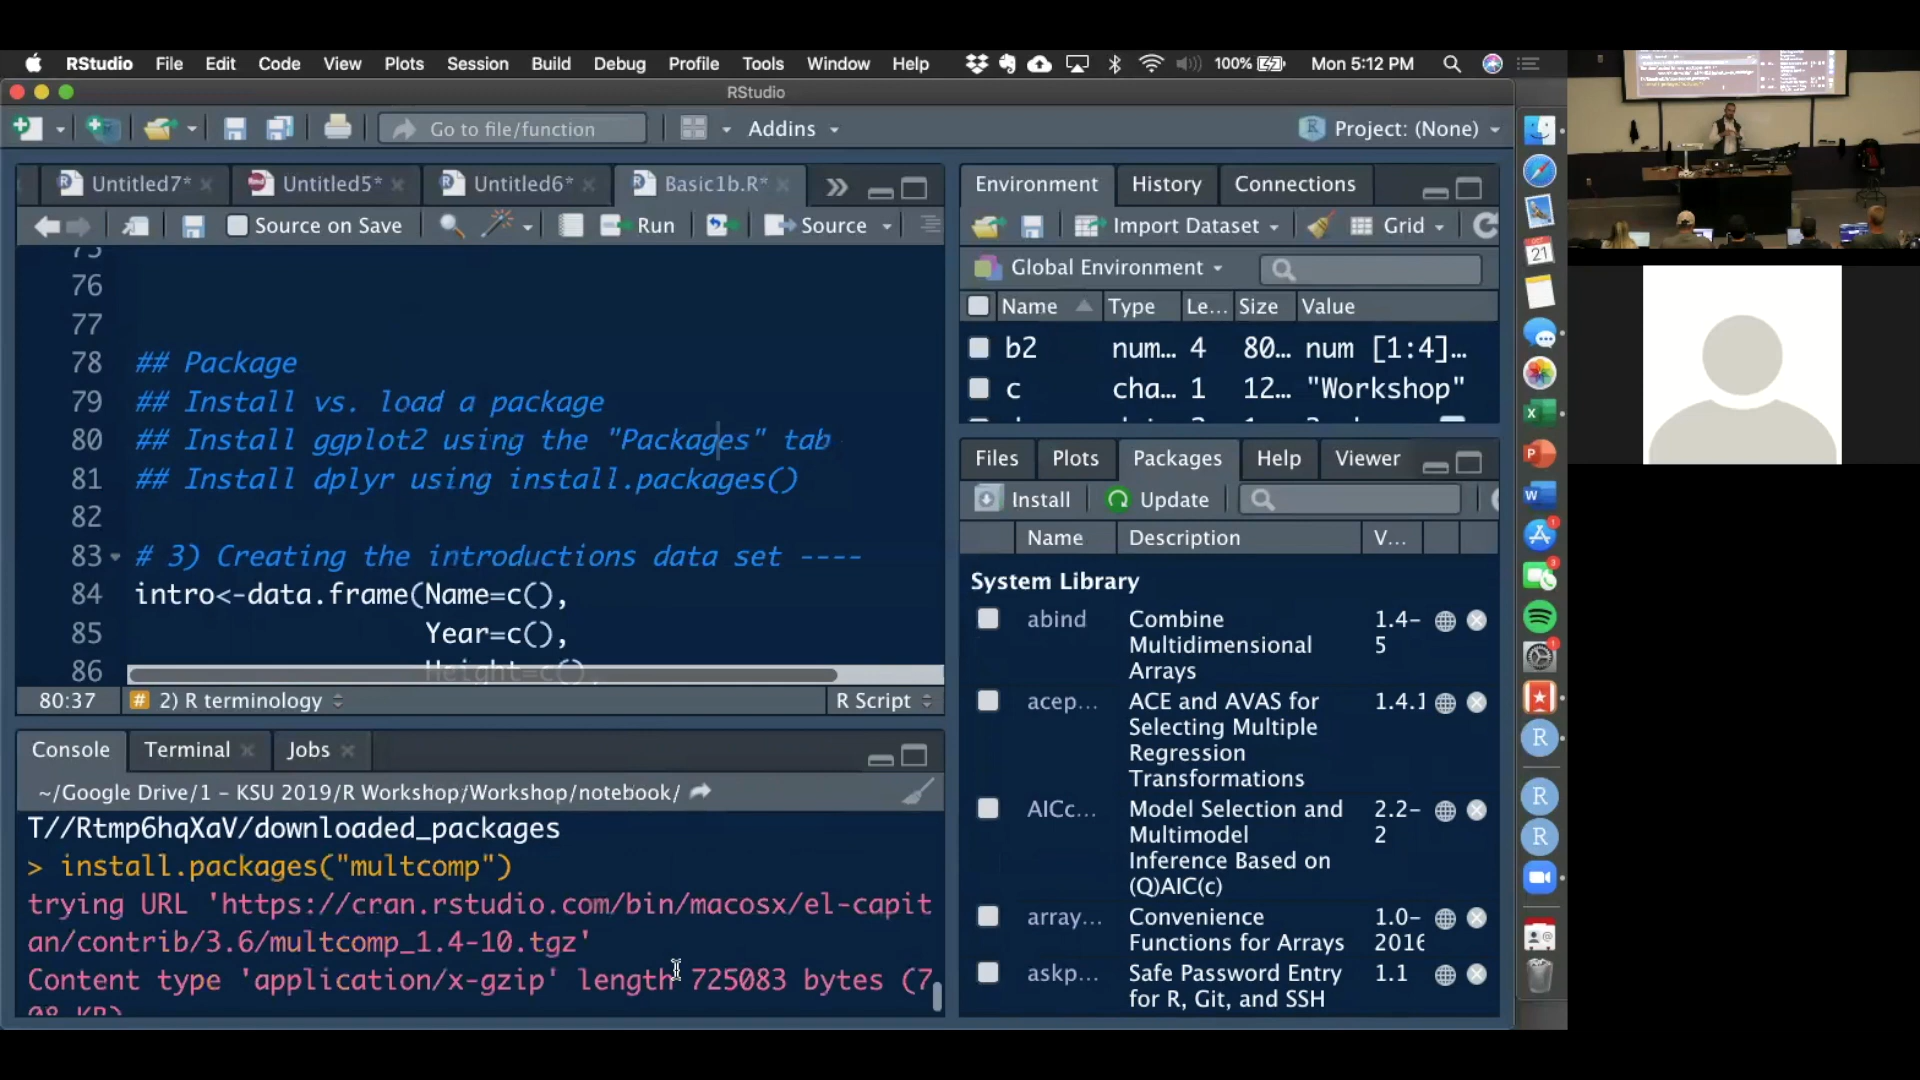 RStudio File Edit Code View Plots Session Build Debug Profile Tools Window Help 100% Mon 5:12 PM
RStudio
Go to file/function Addins Project: (None)
Untitled7* Untitled5* Untitled6* Basic1b.R*
Source on Save Run Source
75
76
77
78 ## Package
79 ## Install vs. load a package
80 ## Install ggplot2 using the "Packages" tab
81 ## Install dplyr using install.packages()
82
83 # 3) Creating the introductions data set ----
84 intro<-data.frame(Name=c(),
85 Year=c(),
86 Height=c(),
80:37 2) R terminology R Script
Console Terminal Jobs
~/Google Drive/1 - KSU 2019/R Workshop/Workshop/notebook/
T//Rtmp6hqXaV/downloaded_packages
> install.packages("multcomp")
trying URL 'https://cran.rstudio.com/bin/macosx/el-capit
an/contrib/3.6/multcomp_1.4-10.tgz'
Content type 'application/x-gzip' length 725083 bytes (7
08 KB)
Environment History Connections
Import Dataset Grid
Global Environment
Name Type Le... Size Value
b2 num... 4 80... num [1:4]...
c cha... 1 12... "Workshop"
Files Plots Packages Help Viewer
Install Update
Name Description V...
System Library
abind Combine 1.4-
Multidimensional 5
Arrays
acep... ACE and AVAS for 1.4.1
Selecting Multiple
Regression
Transformations
AICc... Model Selection and 2.2-
Multimodel 2
Inference Based on
(Q)AIC(c)
array... Convenience 1.0-
Functions for Arrays 2016
askp... Safe Password Entry 1.1
for R, Git, and SSH
21